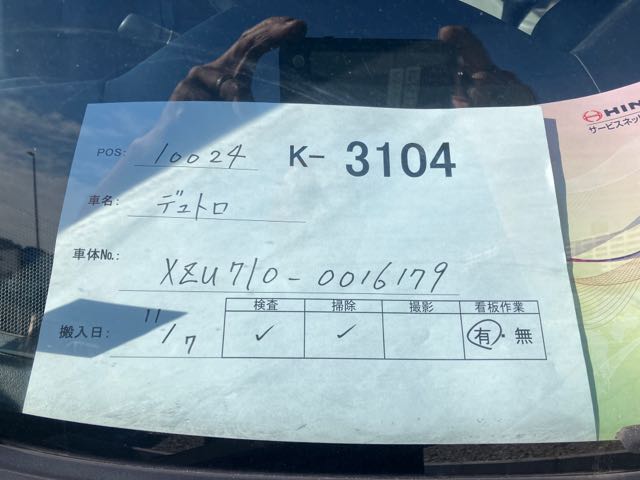 HIN
サービスネット
POS: 10024 K-3104
車名: デュトロ
車体No.: XZU710-0016179
検査 掃除 撮影 看板作業
搬入日: 11/7 ✓ ✓ 有・無